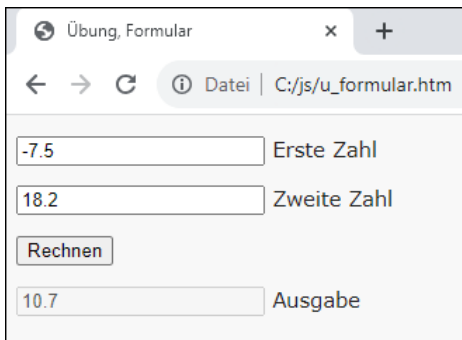 Übung, Formular
Datei | C:/js/u_formular.htm
-7.5 Erste Zahl
18.2 Zweite Zahl
Rechnen
10.7 Ausgabe